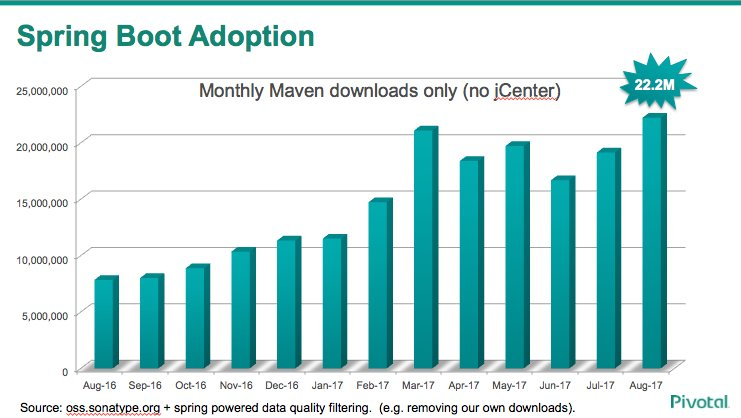 Spring Boot Adoption
Monthly Maven downloads only (no jCenter)
22.2M
25,000,000
20,000,000
15,000,000
10,000,000
5,000,000
0
Aug-16 Sep-16 Oct-16 Nov-16 Dec-16 Jan-17 Feb-17 Mar-17 Apr-17 May-17 Jun-17 Jul-17 Aug-17
Source: oss.sonatype.org + spring powered data quality filtering. (e.g. removing our own downloads).
Pivotal